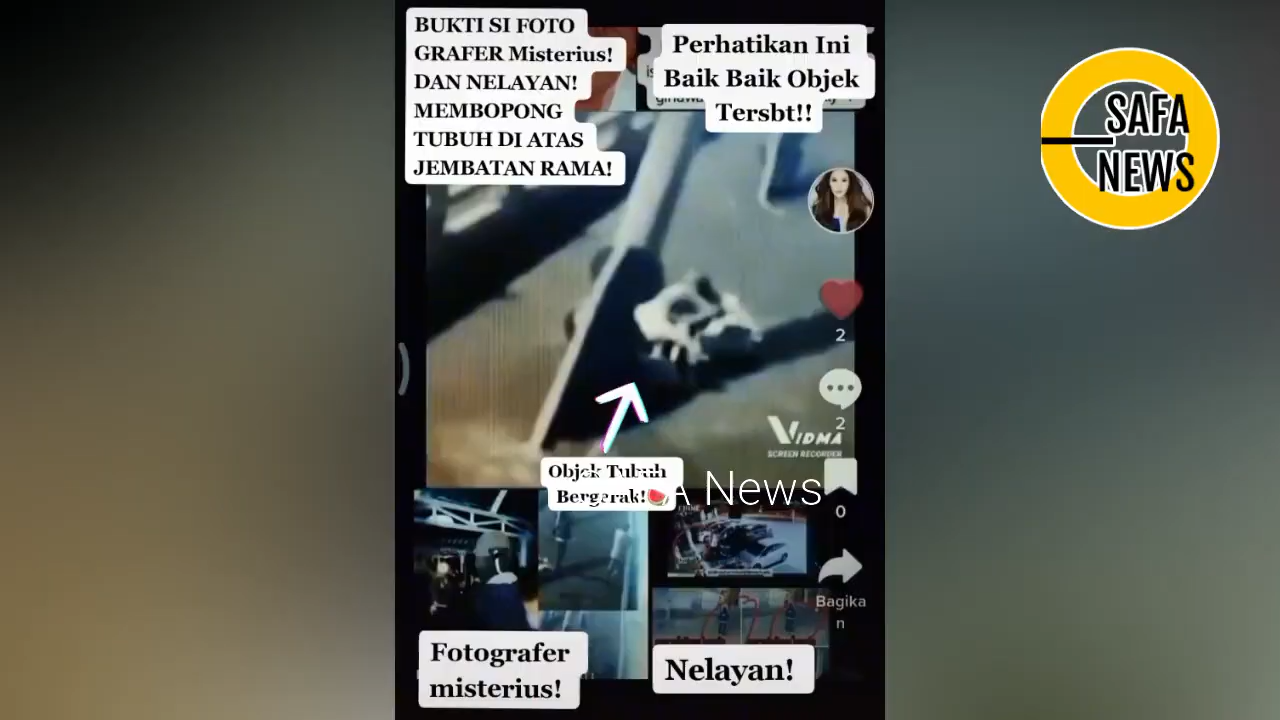 BUKTI SI FOTO
GRAFER Misterius!
DAN NELAYAN!
MEMBOPONG
TUBUH DI ATAS
JEMBATAN RAMA!
Perhatikan Ini
Baik Baik Objek
Tersbt!!
SAFA
NEWS
2
2
VIDMA
SCREEN RECORDER
Objek Tubuh
Bergerak!
A News
0
Bagika
n
Fotografer
misterius!
Nelayan!